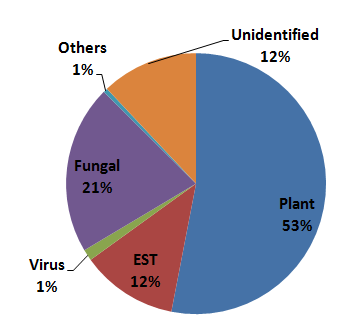 Others
1%
Unidentified
12%
Fungal
21%
Plant
53%
EST
12%
Virus
1%